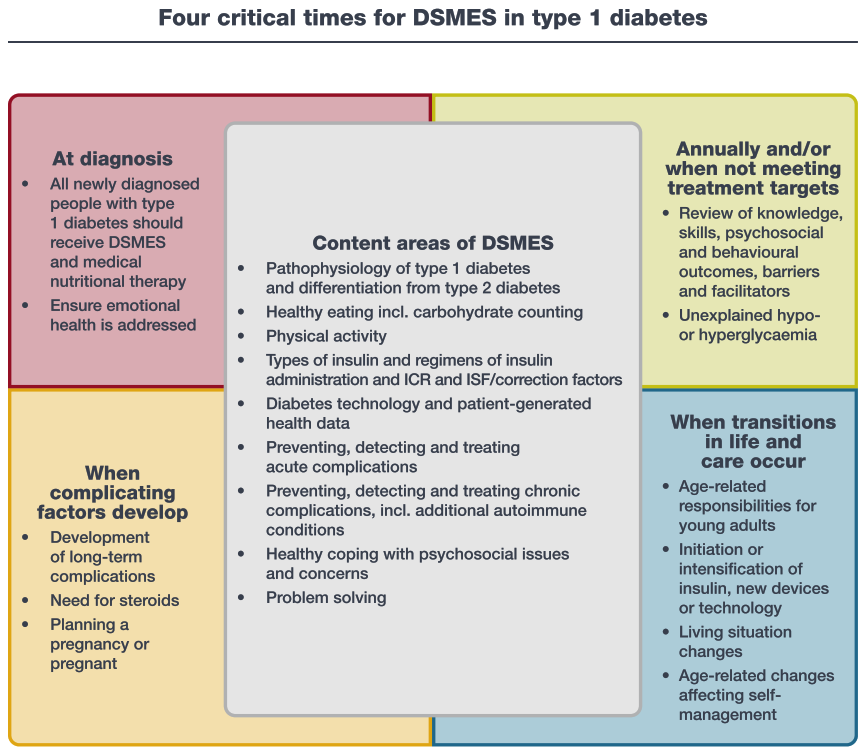 Four critical times for DSMES in type 1 diabetes
At diagnosis
• All newly diagnosed
people with type
1 diabetes should
receive DSMES
and medical
nutritional therapy
• Ensure emotional
health is addressed
Annually and/or
when not meeting
treatment targets
• Review of knowledge,
skills, psychosocial
and behavioural
outcomes, barriers
and facilitators
• Unexplained hypo-
or hyperglycaemia
Content areas of DSMES
• Pathophysiology of type 1 diabetes
and differentiation from type 2 diabetes
• Healthy eating incl. carbohydrate counting
• Physical activity
• Types of insulin and regimens of insulin
administration and ICR and ISF/correction factors
• Diabetes technology and patient-generated
health data
• Preventing, detecting and treating
acute complications
• Preventing, detecting and treating chronic
complications, incl. additional autoimmune
conditions
• Healthy coping with psychosocial issues
and concerns
• Problem solving
When
complicating
factors develop
• Development
of long-term
complications
• Need for steroids
• Planning a
pregnancy or
pregnant
When transitions
in life and
care occur
• Age-related
responsibilities for
young adults
• Initiation or
intensification of
insulin, new devices
or technology
• Living situation
changes
• Age-related changes
affecting self-
management